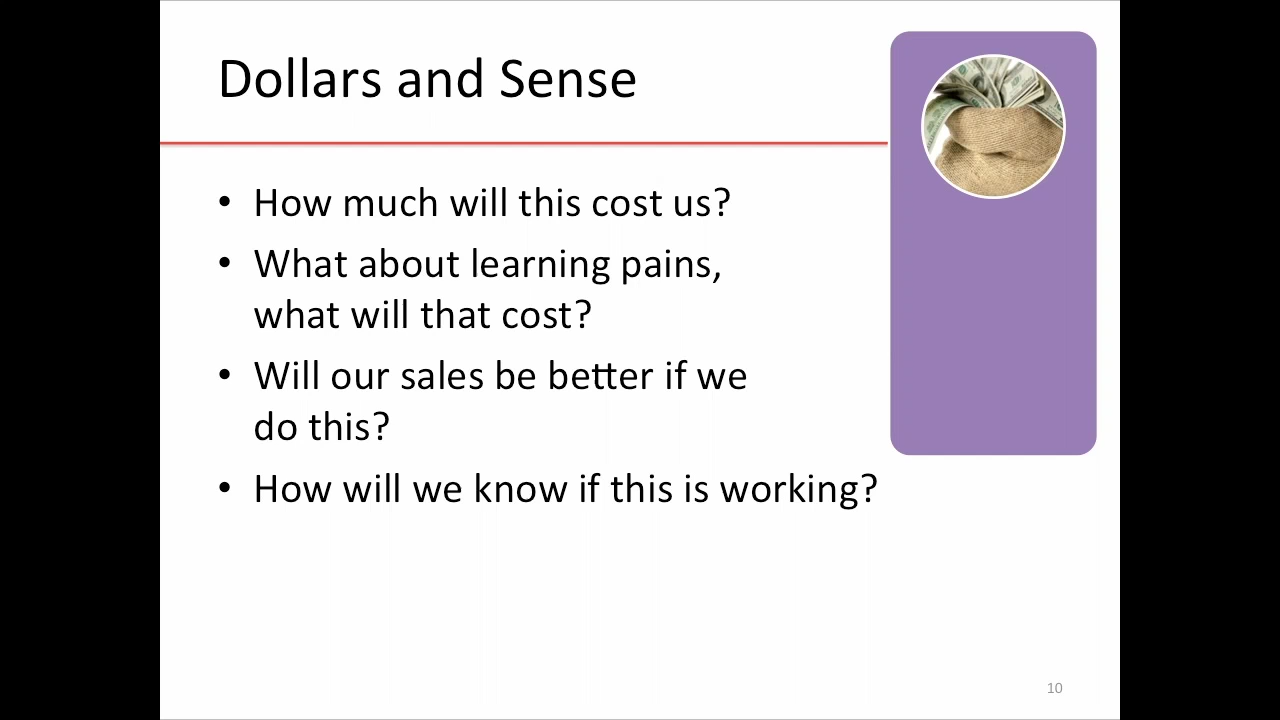 Dollars and Sense
• How much will this cost us?
• What about learning pains,
what will that cost?
• Will our sales be better if we
do this?
• How will we know if this is working?
10